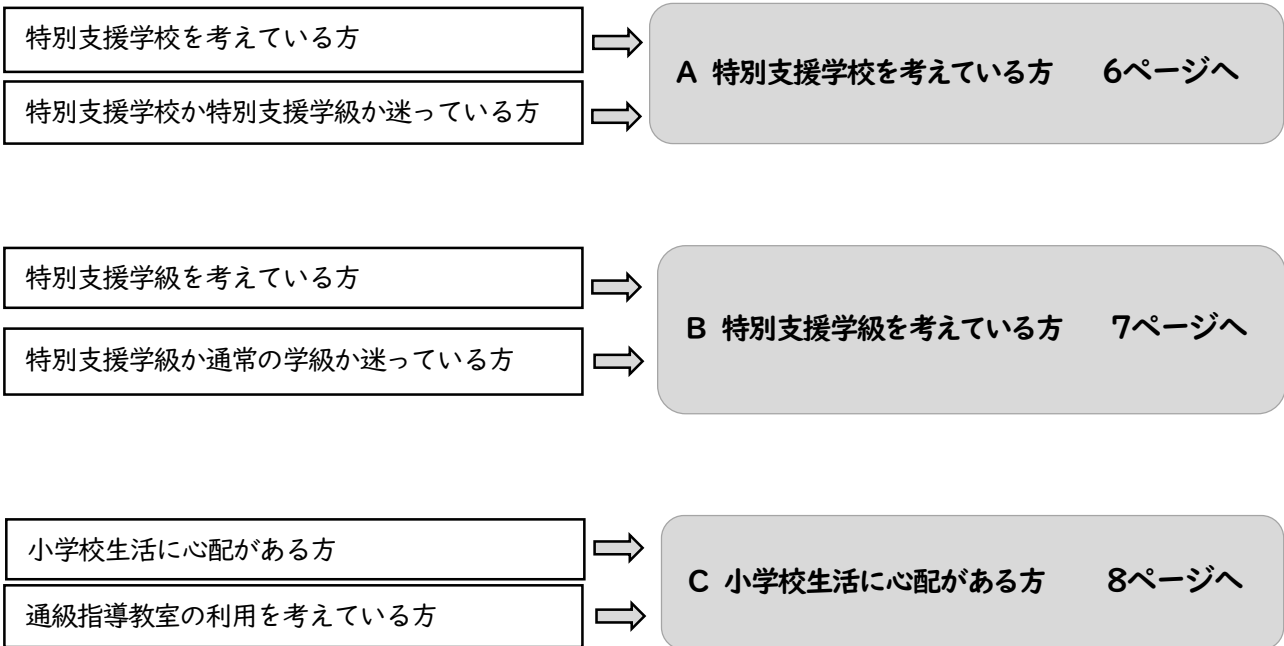 特別支援学校を考えている方
特別支援学校か特別支援学級か迷っている方
A 特別支援学校を考えている方 6ページへ
特別支援学級を考えている方
特別支援学級か通常の学級か迷っている方
B 特別支援学級を考えている方 7ページへ
小学校生活に心配がある方
通級指導教室の利用を考えている方
C 小学校生活に心配がある方 8ページへ